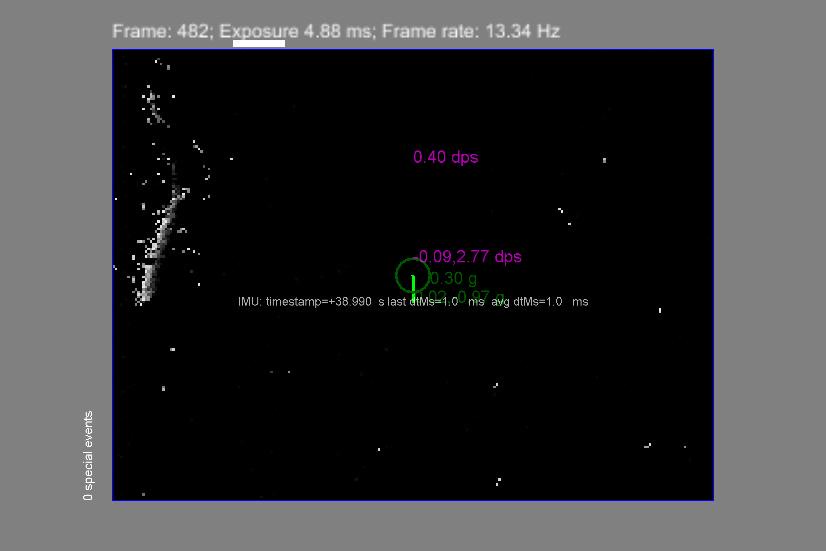 Frame: 482; Exposure 4.88 ms; Frame rate: 13.34 Hz
0.40 dps
-0.09,2.77 dps
0.30 g
0.97 g
IMU: timestamp=+38.990 s last dtMs=1.0 ms avg dtMs=1.0 ms
0 special events